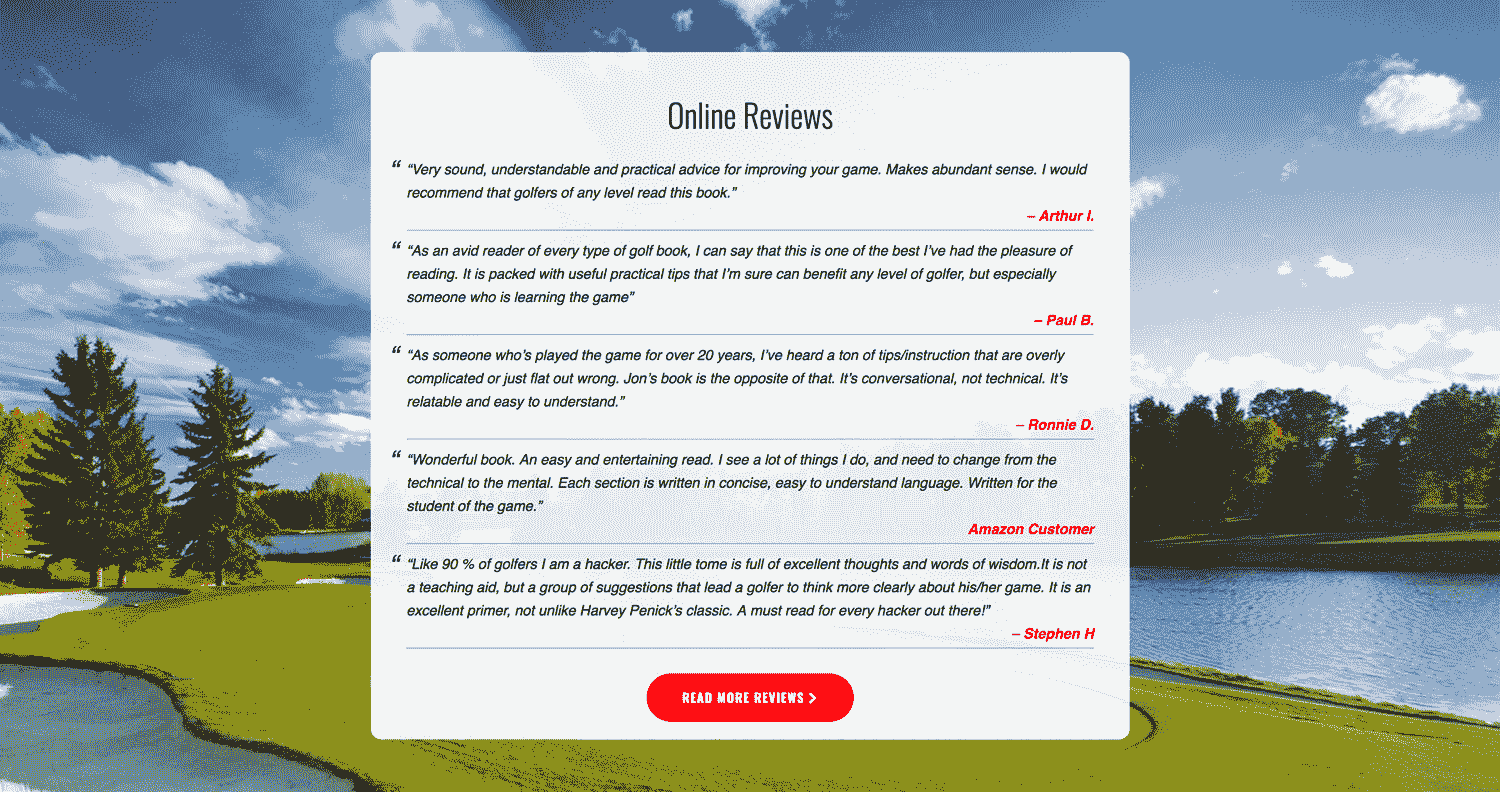 Online Reviews
“ “Very sound, understandable and practical advice for improving your game. Makes abundant sense. I would
recommend that golfers of any level read this book.”
– Arthur I.
“ “As an avid reader of every type of golf book, I can say that this is one of the best I’ve had the pleasure of
reading. It is packed with useful practical tips that I’m sure can benefit any level of golfer, but especially
someone who is learning the game”
– Paul B.
“ “As someone who’s played the game for over 20 years, I’ve heard a ton of tips/instruction that are overly
complicated or just flat out wrong. Jon’s book is the opposite of that. It’s conversational, not technical. It’s
relatable and easy to understand.”
– Ronnie D.
“ “Wonderful book. An easy and entertaining read. I see a lot of things I do, and need to change from the
technical to the mental. Each section is written in concise, easy to understand language. Written for the
student of the game.”
Amazon Customer
“ “Like 90 % of golfers I am a hacker. This little tome is full of excellent thoughts and words of wisdom.It is not
a teaching aid, but a group of suggestions that lead a golfer to think more clearly about his/her game. It is an
excellent primer, not unlike Harvey Penick’s classic. A must read for every hacker out there!”
– Stephen H
READ MORE REVIEWS >